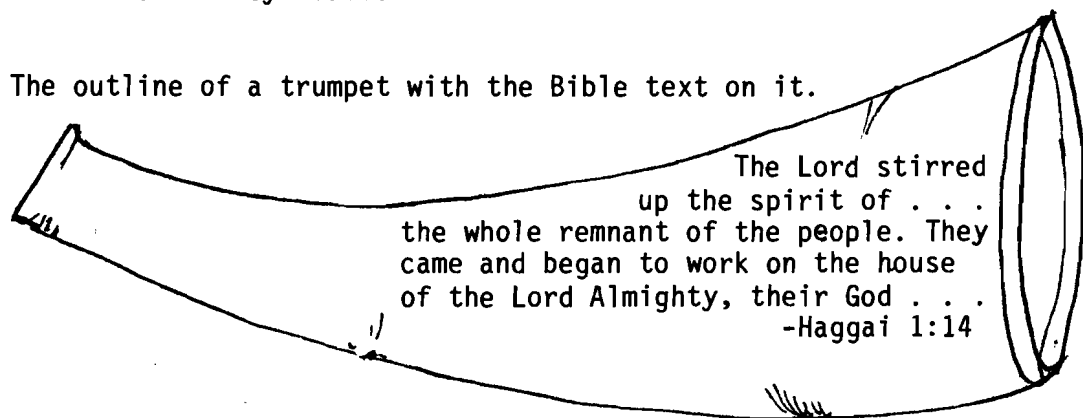 The outline of a trumpet with the Bible text on it.
The Lord stirred
up the spirit of . . .
the whole remnant of the people. They
came and began to work on the house
of the Lord Almighty, their God . . .
-Haggai 1:14